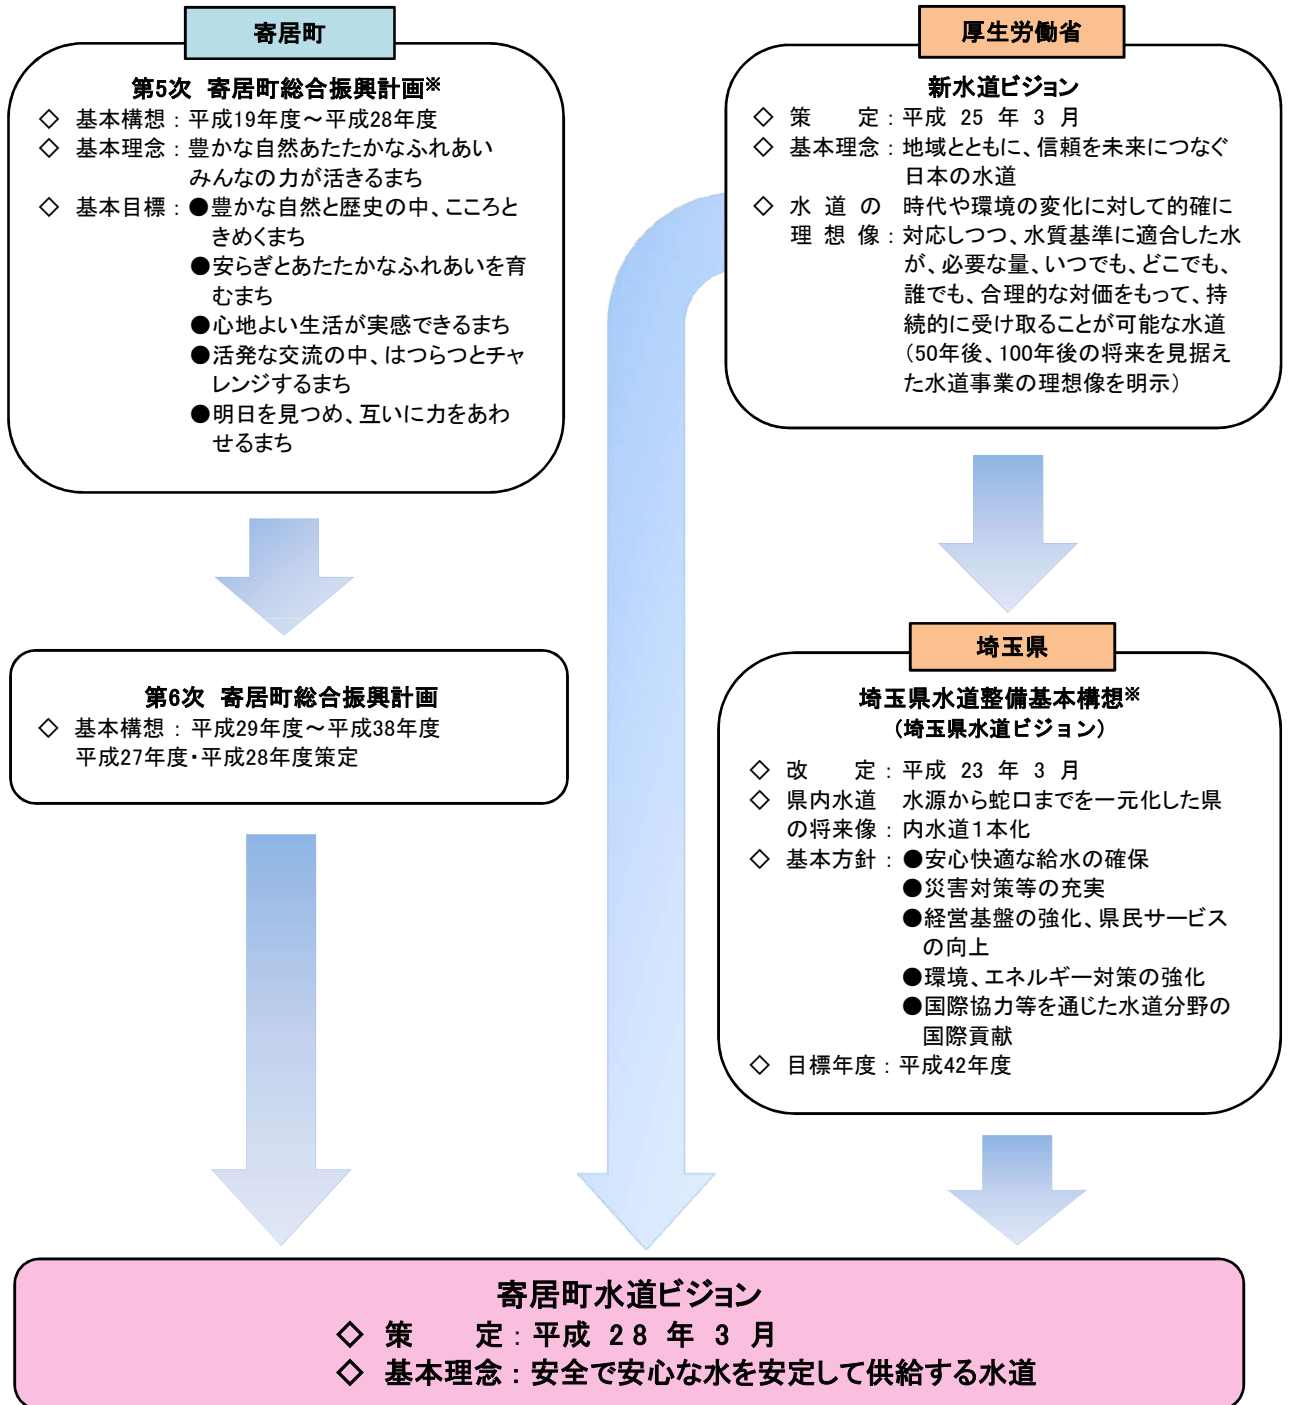 寄居町
第5次 寄居町総合振興計画※
◇ 基本構想：平成19年度～平成28年度
◇ 基本理念：豊かな自然あたたかなふれあい
みんなの力が活きるまち
◇ 基本目標：●豊かな自然と歴史の中、こころと
きめくまち
●安らぎとあたたかなふれあいを育
むまち
●心地よい生活が実感できるまち
●活発な交流の中、はつらつとチャ
レンジするまち
●明日を見つめ、互いに力をあわ
せるまち
第6次 寄居町総合振興計画
◇ 基本構想：平成29年度～平成38年度
平成27年度・平成28年度策定
厚生労働省
新水道ビジョン
◇ 策　　定：平成 25 年 3 月
◇ 基本理念：地域とともに、信頼を未来につなぐ
日本の水道
◇ 水 道 の　時代や環境の変化に対して的確に
理 想 像：対応しつつ、水質基準に適合した水
が、必要な量、いつでも、どこでも、
誰でも、合理的な対価をもって、持
続的に受け取ることが可能な水道
（50年後、100年後の将来を見据え
た水道事業の理想像を明示）
埼玉県
埼玉県水道整備基本構想※
（埼玉県水道ビジョン）
◇ 改　　定：平成 23 年 3 月
◇ 県内水道　水源から蛇口までを一元化した県
の将来像：内水道1本化
◇ 基本方針：●安心快適な給水の確保
●災害対策等の充実
●経営基盤の強化、県民サービス
の向上
●環境、エネルギー対策の強化
●国際協力等を通じた水道分野の
国際貢献
◇ 目標年度：平成42年度
寄居町水道ビジョン
◇ 策　　定：平成 28 年 3 月
◇ 基本理念：安全で安心な水を安定して供給する水道